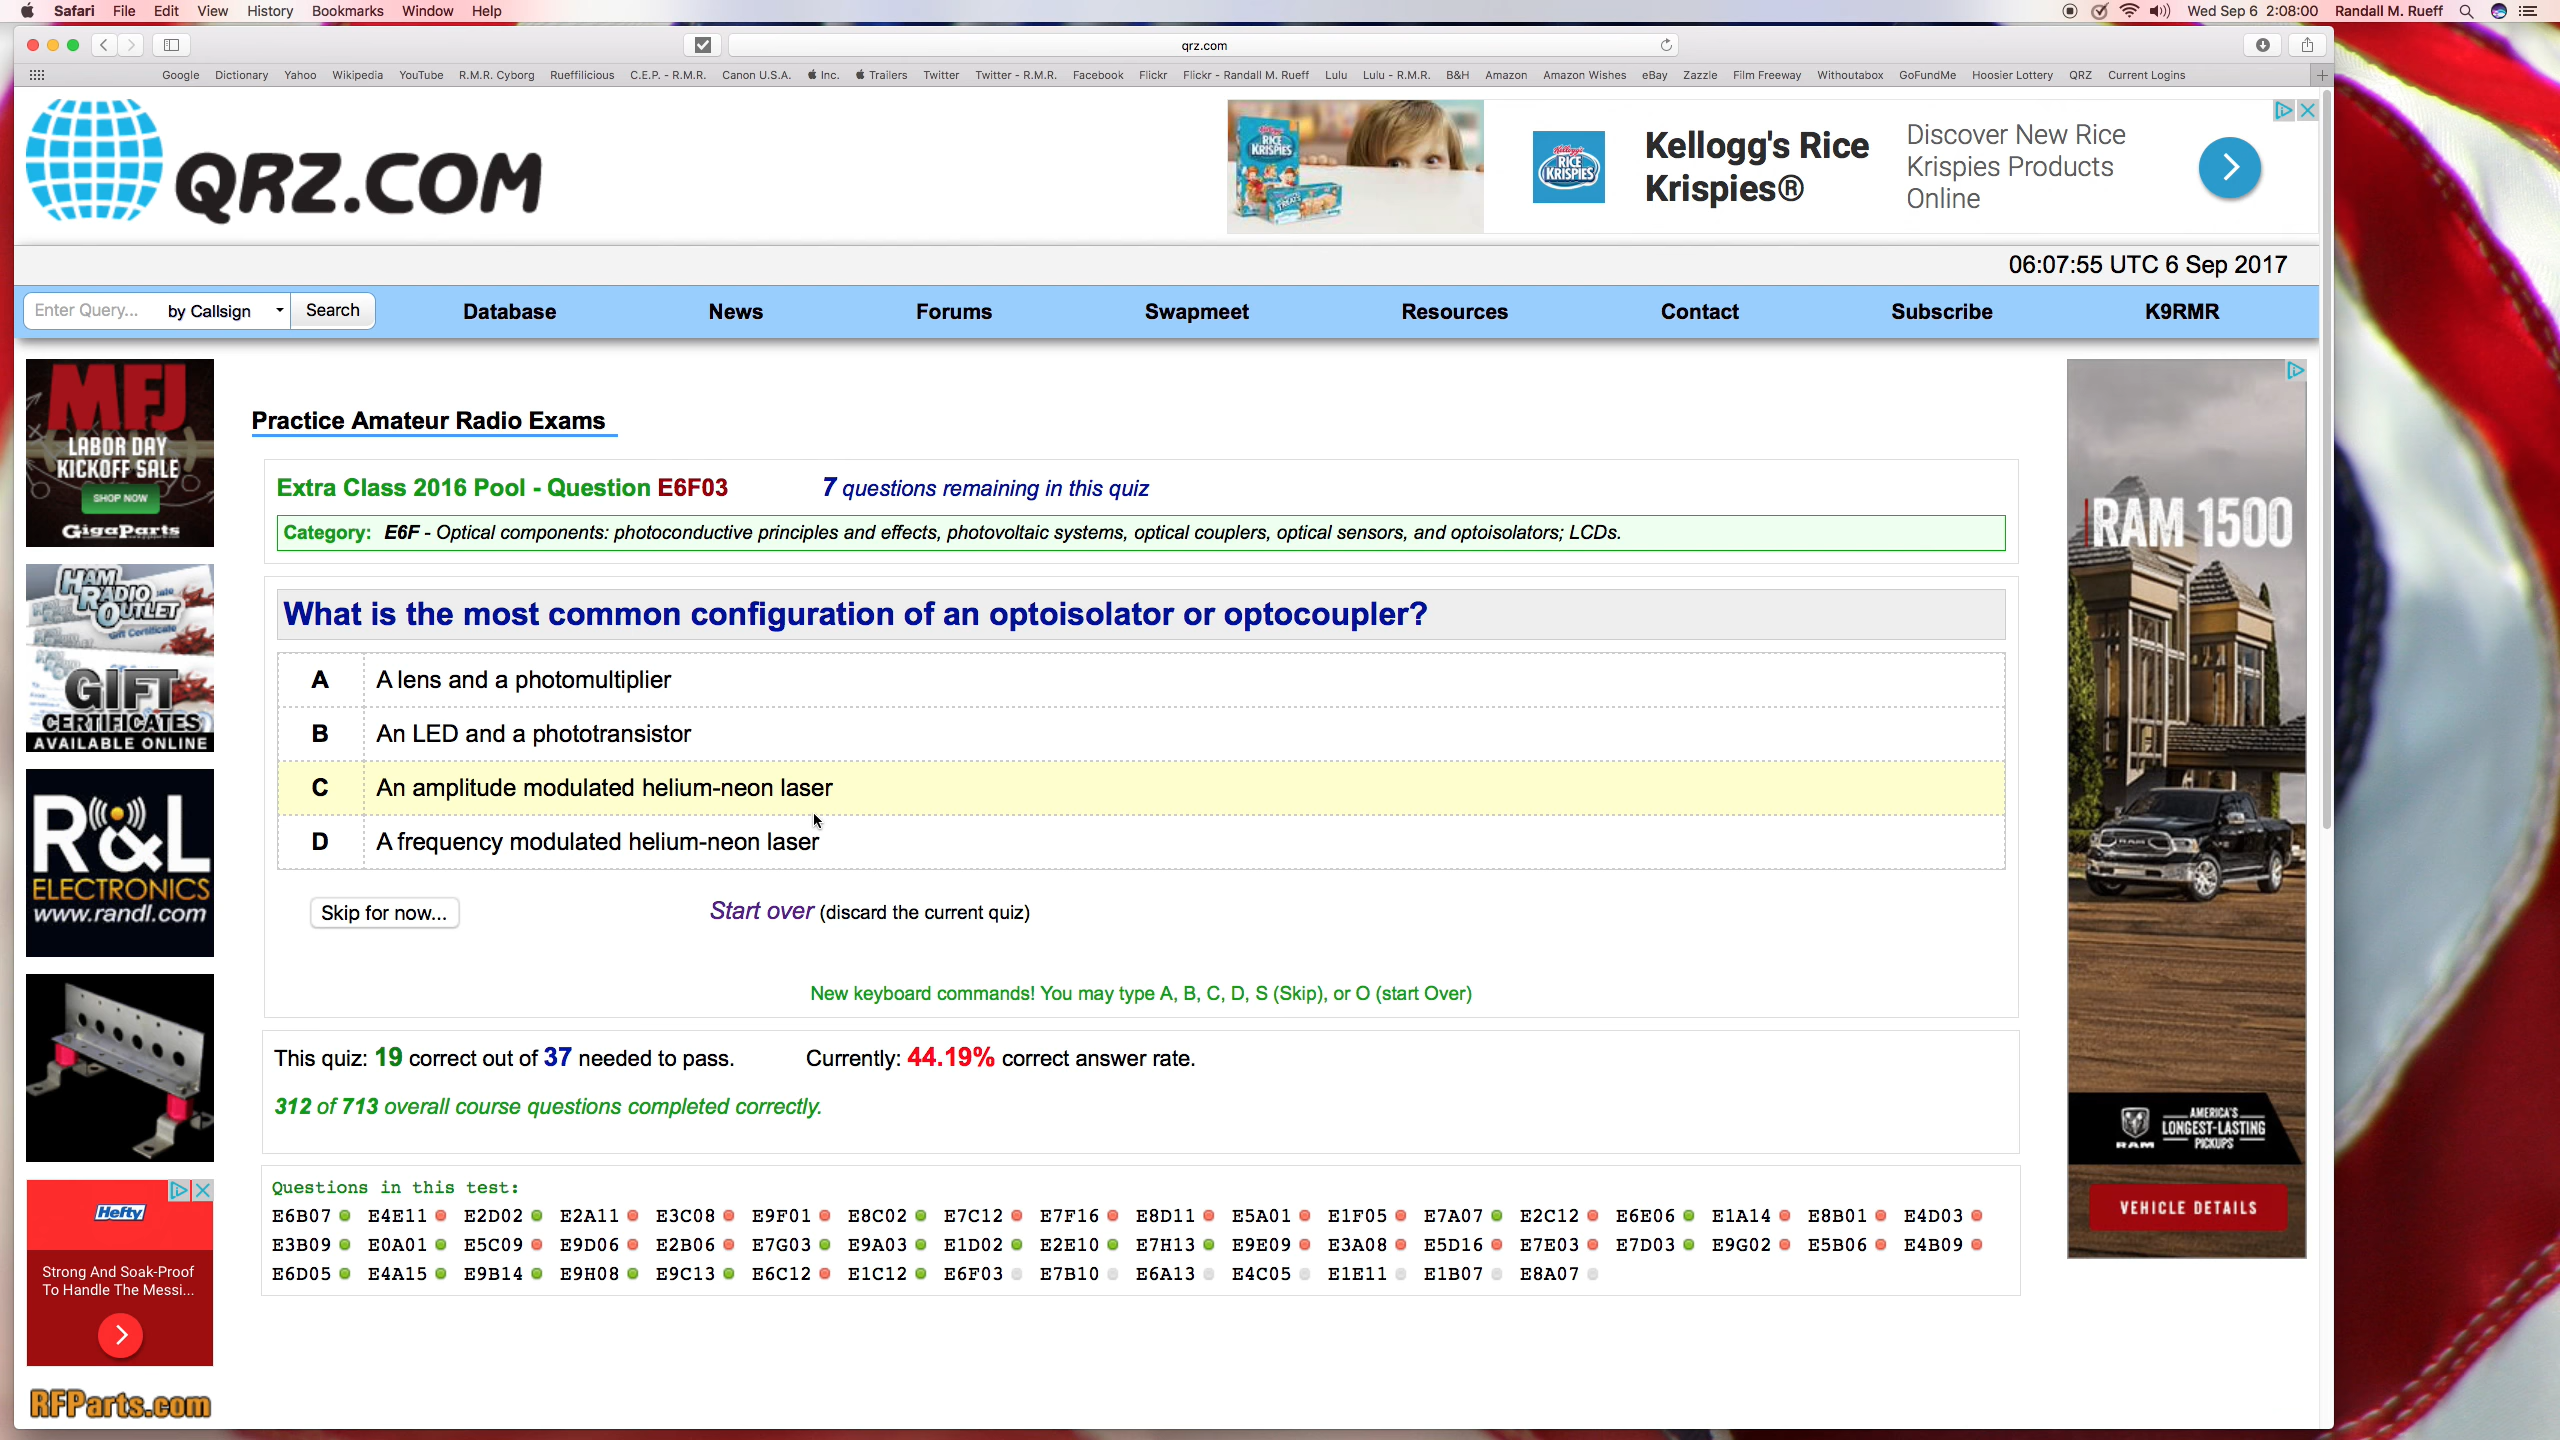 Safari File Edit View History Bookmarks Window Help Wed Sep 6 2:08:00 Randall M. Rueff
qrz.com
Google Dictionary Yahoo Wikipedia YouTube R.M.R. Cyborg Rueffilicious C.E.P. - R.M.R. Canon U.S.A. Inc. Trailers Twitter Twitter - R.M.R. Facebook Flickr Flickr - Randall M. Rueff Lulu Lulu - R.M.R. B&H Amazon Amazon Wishes eBay Zazzle Film Freeway Withoutabox GoFundMe Hoosier Lottery QRZ Current Logins
QRZ.COM
Kellogg's
RICE KRISPIES
Kellogg's Rice Krispies®
Discover New Rice
Krispies Products
Online
06:07:55 UTC 6 Sep 2017
Enter Query... by Callsign Search Database News Forums Swapmeet Resources Contact Subscribe K9RMR
MFJ
LABOR DAY
KICKOFF SALE
SHOP NOW
GigaParts
HAM RADIO OUTLET
Gift Certificate
GIFT
CERTIFICATES
AVAILABLE ONLINE
R&L
ELECTRONICS
www.randl.com
Hefty
Strong And Soak-Proof
To Handle The Messi...
RFParts.com
Practice Amateur Radio Exams
Extra Class 2016 Pool - Question E6F03 7 questions remaining in this quiz
Category: E6F - Optical components: photoconductive principles and effects, photovoltaic systems, optical couplers, optical sensors, and optoisolators; LCDs.
What is the most common configuration of an optoisolator or optocoupler?
A A lens and a photomultiplier
B An LED and a phototransistor
C An amplitude modulated helium-neon laser
D A frequency modulated helium-neon laser
Skip for now... Start over (discard the current quiz)
New keyboard commands! You may type A, B, C, D, S (Skip), or O (start Over)
This quiz: 19 correct out of 37 needed to pass. Currently: 44.19% correct answer rate.
312 of 713 overall course questions completed correctly.
Questions in this test:
E6B07 E4E11 E2D02 E2A11 E3C08 E9F01 E8C02 E7C12 E7F16 E8D11 E5A01 E1F05 E7A07 E2C12 E6E06 E1A14 E8B01 E4D03
E3B09 E0A01 E5C09 E9D06 E2B06 E7G03 E9A03 E1D02 E2E10 E7H13 E9E09 E3A08 E5D16 E7E03 E7D03 E9G02 E5B06 E4B09
E6D05 E4A15 E9B14 E9H08 E9C13 E6C12 E1C12 E6F03 E7B10 E6A13 E4C05 E1E11 E1B07 E8A07
RAM 1500
RAM
AMERICA'S
LONGEST-LASTING
PICKUPS
VEHICLE DETAILS